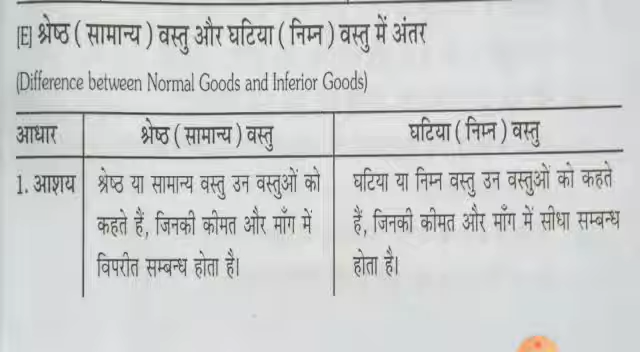 [E] श्रेष्ठ ( सामान्य ) वस्तु और घटिया ( निम्न ) वस्तु में अंतर
(Difference between Normal Goods and Inferior Goods)
आधार श्रेष्ठ ( सामान्य ) वस्तु घटिया ( निम्न ) वस्तु
1. आशय श्रेष्ठ या सामान्य वस्तु उन वस्तुओं को घटिया या निम्न वस्तु उन वस्तुओं को कहते
कहते हैं, जिनकी कीमत और माँग में हैं, जिनकी कीमत और माँग में सीधा सम्बन्ध
विपरीत सम्बन्ध होता है। होता है।